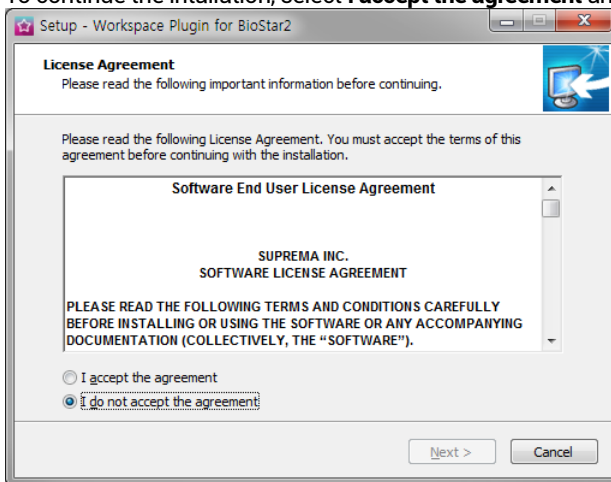 To continue the intallation, select I accept the agreement an
Setup - Workspace Plugin for BioStar2
License Agreement
Please read the following important information before continuing.
Please read the following License Agreement. You must accept the terms of this
agreement before continuing with the installation.
Software End User License Agreement
SUPREMA INC.
SOFTWARE LICENSE AGREEMENT
PLEASE READ THE FOLLOWING TERMS AND CONDITIONS CAREFULLY
BEFORE INSTALLING OR USING THE SOFTWARE OR ANY ACCOMPANYING
DOCUMENTATION (COLLECTIVELY, THE “SOFTWARE”).
I accept the agreement
I do not accept the agreement
Next > Cancel